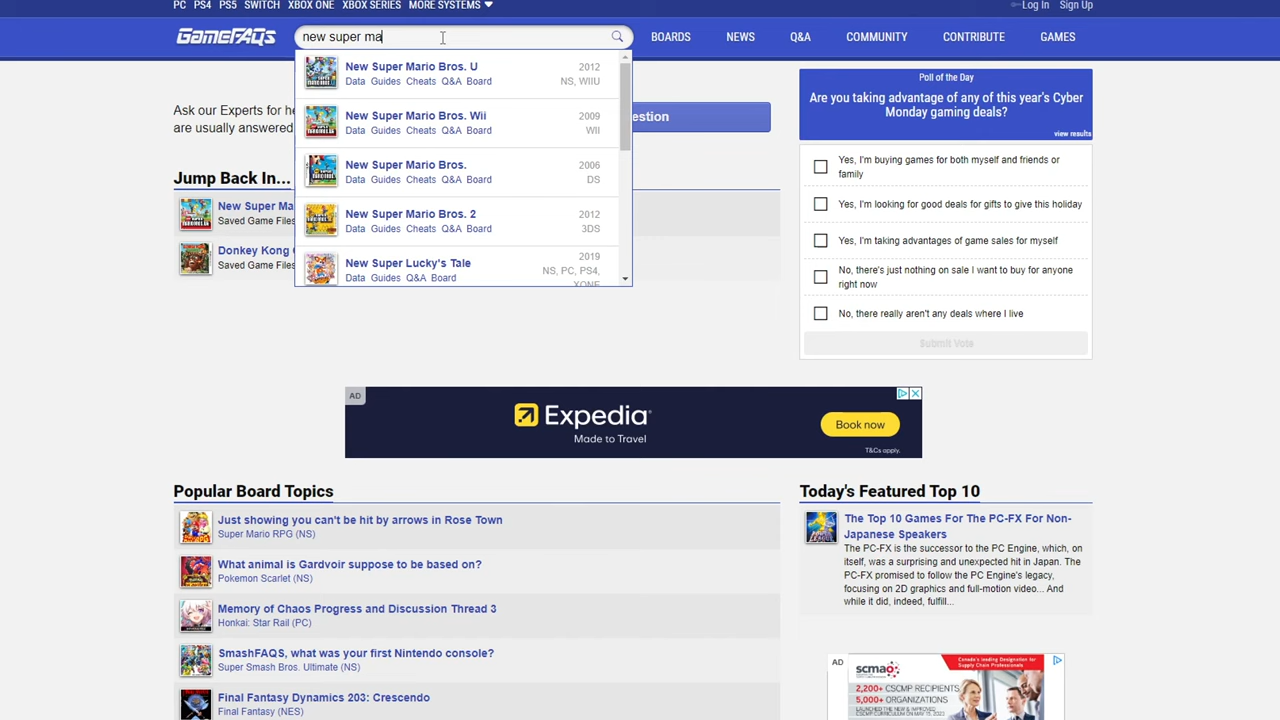 PC PS4 PS5 SWITCH XBOX ONE XBOX SERIES MORE SYSTEMS
Log In Sign Up
GameFAQs
new super ma
BOARDS NEWS Q&A COMMUNITY CONTRIBUTE GAMES
New Super Mario Bros. U 2012
Data Guides Cheats Q&A Board NS, WIIU
New Super Mario Bros. Wii 2009
Data Guides Cheats Q&A Board WII
New Super Mario Bros. 2006
Data Guides Cheats Q&A Board DS
New Super Mario Bros. 2 2012
Data Guides Cheats Q&A Board 3DS
New Super Lucky's Tale 2019
Data Guides Q&A Board NS, PC, PS4,
XONE
Ask our Experts for he
are usually answered
estion
Jump Back In...
New Super Ma
Saved Game Files
Donkey Kong
Saved Game Files
Poll of the Day
Are you taking advantage of any of this year's Cyber
Monday gaming deals?
view results
Yes, I'm buying games for both myself and friends or
family
Yes, I'm looking for good deals for gifts to give this holiday
Yes, I'm taking advantages of game sales for myself
No, there's just nothing on sale I want to buy for anyone
right now
No, there really aren't any deals where I live
Submit Vote
AD
Expedia
Made to Travel
Book now
T&Cs apply.
Popular Board Topics
Just showing you can't be hit by arrows in Rose Town
Super Mario RPG (NS)
What animal is Gardvoir suppose to be based on?
Pokemon Scarlet (NS)
Memory of Chaos Progress and Discussion Thread 3
Honkai: Star Rail (PC)
SmashFAQS, what was your first Nintendo console?
Super Smash Bros. Ultimate (NS)
Final Fantasy Dynamics 203: Crescendo
Final Fantasy (NES)
Today's Featured Top 10
The Top 10 Games For The PC-FX For Non-
Japanese Speakers
The PC-FX is the successor to the PC Engine, which, on
itself, was a surprising and unexpected hit in Japan. The
PC-FX promised to follow the PC Engine's legacy,
focusing on 2D graphics and full-motion video... And
while it did, indeed, fulfill...
AD
scmao
Canada's leading Designation for
Supply Chain Professionals!
2,200+ CSCMP RECIPIENTS
5,000+ ORGANIZATIONS